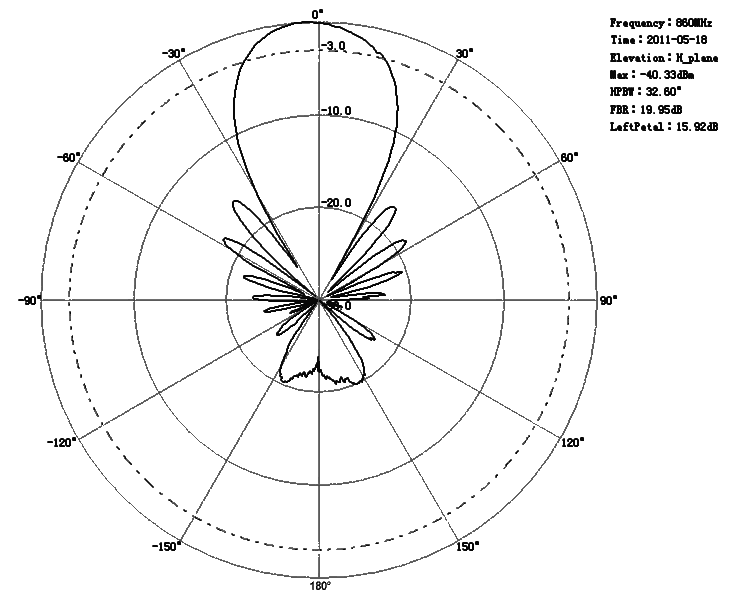 0°
-3.0
-30°
30°
-10.0
-60°
60°
-20.0
-90°
90°
-120°
120°
-150°
150°
180°
Frequency: 860MHz
Time: 2011-05-18
Elevation: H_plane
Max: -40.33dBm
HPBW: 32.60°
FBR: 19.95dB
LeftPetal: 15.92dB